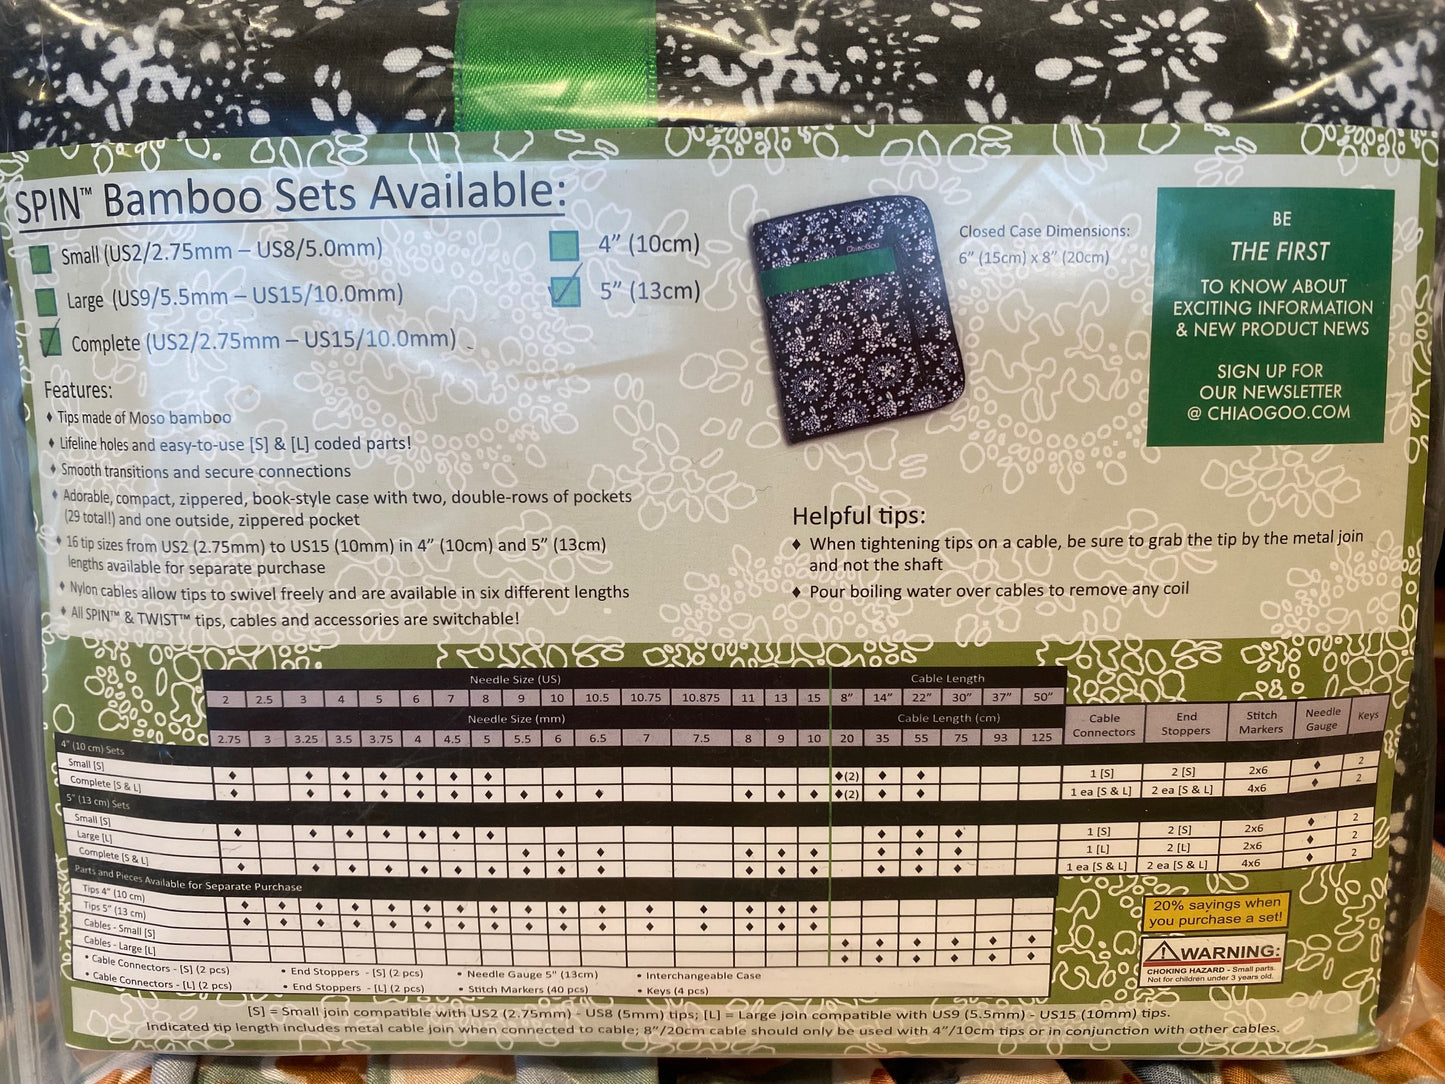 SPIN™ Bamboo Sets Available:
Small (US2/2.75mm – US8/5.0mm)
Large (US9/5.5mm – US15/10.0mm)
Complete (US2/2.75mm – US15/10.0mm)
4" (10cm)
5" (13cm)
Features:
♦ Tips made of Moso bamboo
♦ Lifeline holes and easy-to-use [S] & [L] coded parts!
♦ Smooth transitions and secure connections
♦ Adorable, compact, zippered, book-style case with two, double-rows of pockets
(29 total!) and one outside, zippered pocket
♦ 16 tip sizes from US2 (2.75mm) to US15 (10mm) in 4" (10cm) and 5" (13cm)
lengths available for separate purchase
♦ Nylon cables allow tips to swivel freely and are available in six different lengths
♦ All SPIN™ & TWIST™ tips, cables and accessories are switchable!
ChiaoGoo
Closed Case Dimensions:
6" (15cm) x 8" (20cm)
BE
THE FIRST
TO KNOW ABOUT
EXCITING INFORMATION
& NEW PRODUCT NEWS
SIGN UP FOR
OUR NEWSLETTER
@ CHIAOGOO.COM
Helpful tips:
♦ When tightening tips on a cable, be sure to grab the tip by the metal join
and not the shaft
♦ Pour boiling water over cables to remove any coil
Needle Size (US) Cable Length
2 2.5 3 4 5 6 7 8 9 10 10.5 10.75 10.875 11 13 15 8" 14" 22" 30" 37" 50"
Needle Size (mm) Cable Length (cm)
2.75 3 3.25 3.5 3.75 4 4.5 5 5.5 6 6.5 7 7.5 8 9 10 20 35 55 75 93 125
Cable Connectors End Stoppers Stitch Markers Needle Gauge Keys
4" (10 cm) Sets
Small [S] ♦ ♦ ♦ ♦ ♦ ♦ ♦ ♦(2) ♦ ♦ 1 [S] 2 [S] 2x6 ♦ 2
Complete [S & L] ♦ ♦ ♦ ♦ ♦ ♦ ♦ ♦ ♦ ♦ ♦ ♦ ♦ ♦(2) ♦ ♦ 1 ea [S & L] 2 ea [S & L] 4x6 ♦ 2
5" (13 cm) Sets
Small [S] ♦ ♦ ♦ ♦ ♦ ♦ ♦ ♦ ♦ ♦ 1 [S] 2 [S] 2x6 ♦ 2
Large [L] ♦ ♦ ♦ ♦ ♦ ♦ ♦ ♦ ♦ 1 [L] 2 [L] 2x6 ♦ 2
Complete [S & L] ♦ ♦ ♦ ♦ ♦ ♦ ♦ ♦ ♦ ♦ ♦ ♦ ♦ ♦ ♦ ♦ 1 ea [S & L] 2 ea [S & L] 4x6 ♦ 2
Parts and Pieces Available for Separate Purchase
Tips 4" (10 cm) ♦ ♦ ♦ ♦ ♦ ♦ ♦ ♦ ♦ ♦ ♦ ♦ ♦ ♦ ♦ ♦
Tips 5" (13 cm) ♦ ♦ ♦ ♦ ♦ ♦ ♦ ♦ ♦ ♦ ♦ ♦ ♦ ♦ ♦ ♦
Cables - Small [S] ♦ ♦ ♦ ♦ ♦ ♦
Cables - Large [L] ♦ ♦ ♦ ♦ ♦ ♦
• Cable Connectors - [S] (2 pcs) • End Stoppers - [S] (2 pcs) • Needle Gauge 5" (13cm) • Interchangeable Case
• Cable Connectors - [L] (2 pcs) • End Stoppers - [L] (2 pcs) • Stitch Markers (40 pcs) • Keys (4 pcs)
20% savings when
you purchase a set!
WARNING:
CHOKING HAZARD - Small parts.
Not for children under 3 years old.
[S] = Small join compatible with US2 (2.75mm) - US8 (5mm) tips; [L] = Large join compatible with US9 (5.5mm) - US15 (10mm) tips.
Indicated tip length includes metal cable join when connected to cable; 8"/20cm cable should only be used with 4"/10cm tips or in conjunction with other cables.